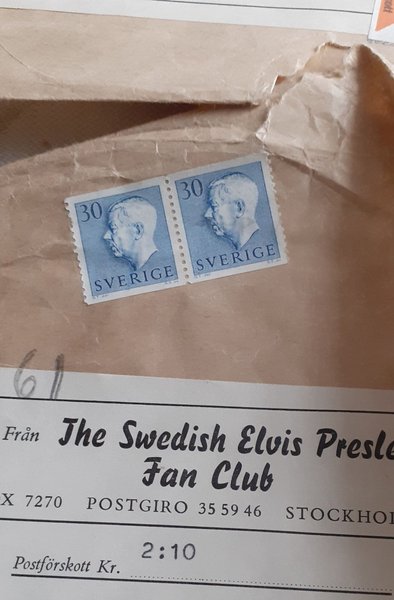 30 30
SVERIGE SVERIGE
61
Från The Swedish Elvis Presle
Fan Club
X 7270 POSTGIRO 35 59 46 STOCKHOL
Postförskott Kr. 2:10